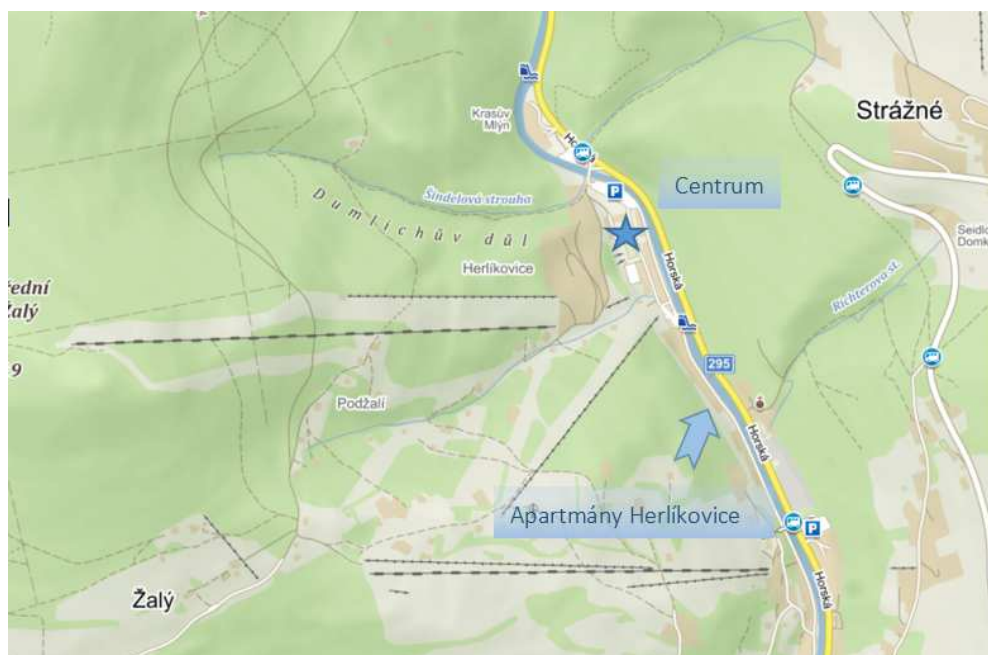 Strážné
Krasův
Mlýn
Horská
P
Centrum
Šindelová strouha
Dumlichův důl
Seidlo
Domk
Herlíkovice
Horská
Richterova st.
řední
Žalý
9
295
Podžalí
Horská
Apartmány Herlíkovice
P
Horská
Žalý